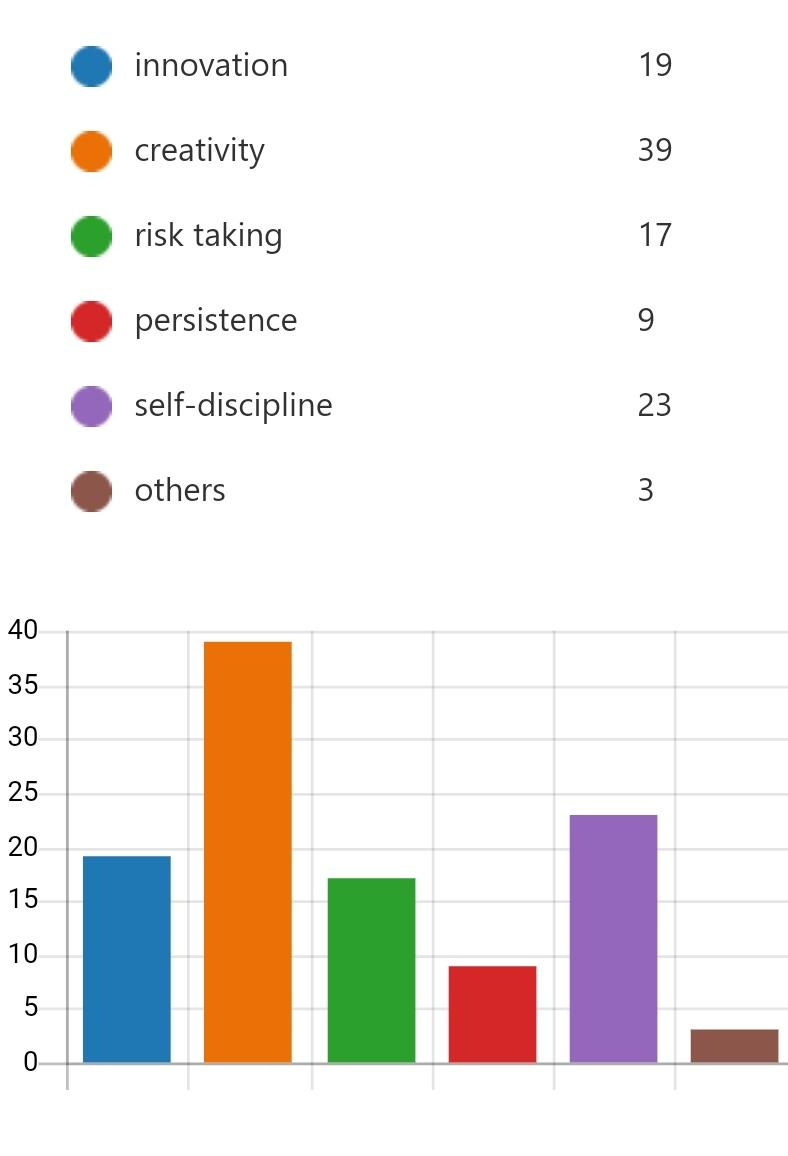 innovation 19
creativity 39
risk taking 17
persistence 9
self-discipline 23
others 3
40
35
30
25
20
15
10
5
0